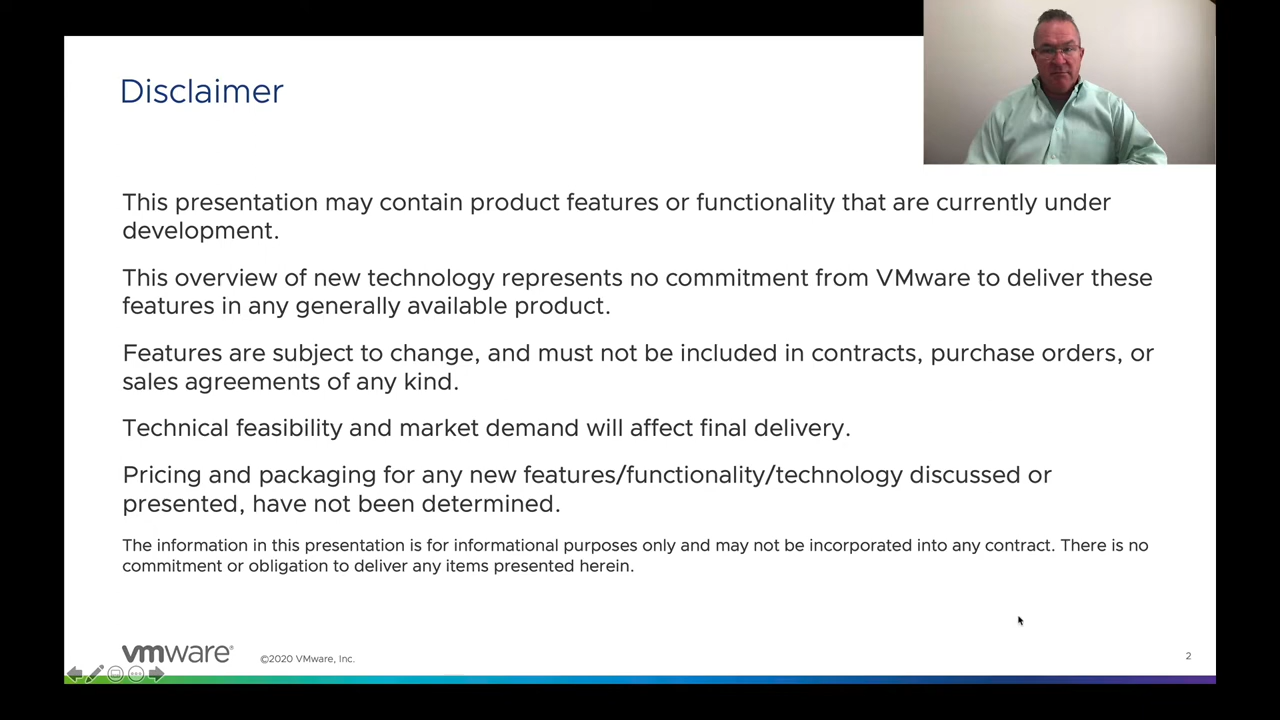 Disclaimer
This presentation may contain product features or functionality that are currently under
development.
This overview of new technology represents no commitment from VMware to deliver these
features in any generally available product.
Features are subject to change, and must not be included in contracts, purchase orders, or
sales agreements of any kind.
Technical feasibility and market demand will affect final delivery.
Pricing and packaging for any new features/functionality/technology discussed or
presented, have not been determined.
The information in this presentation is for informational purposes only and may not be incorporated into any contract. There is no
commitment or obligation to deliver any items presented herein.
vmware® ©2020 VMware, Inc. 2